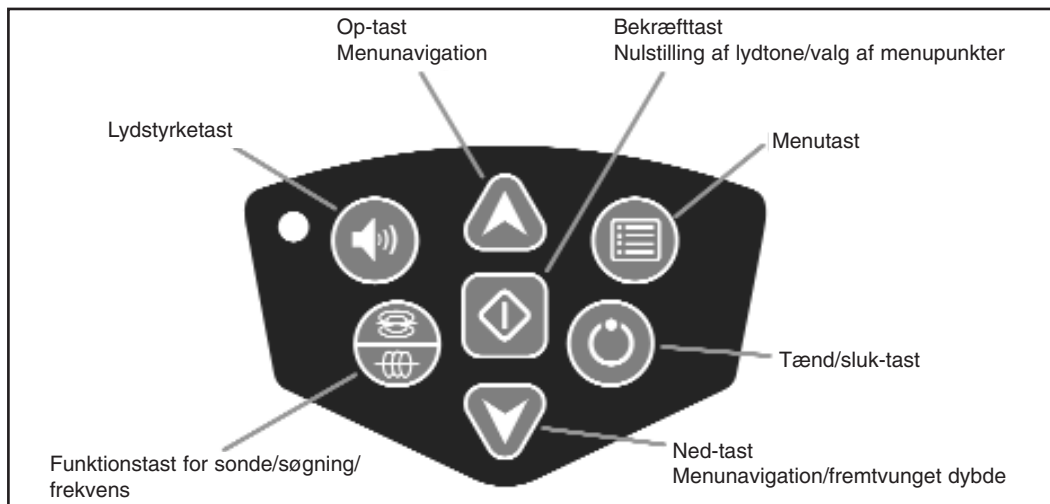 Op-tast
Menunavigation
Bekræfttast
Nulstilling af lydtone/valg af menupunkter
Lydstyrketast
Menutast
Tænd/sluk-tast
Funktionstast for sonde/søgning/
frekvens
Ned-tast
Menunavigation/fremtvunget dybde